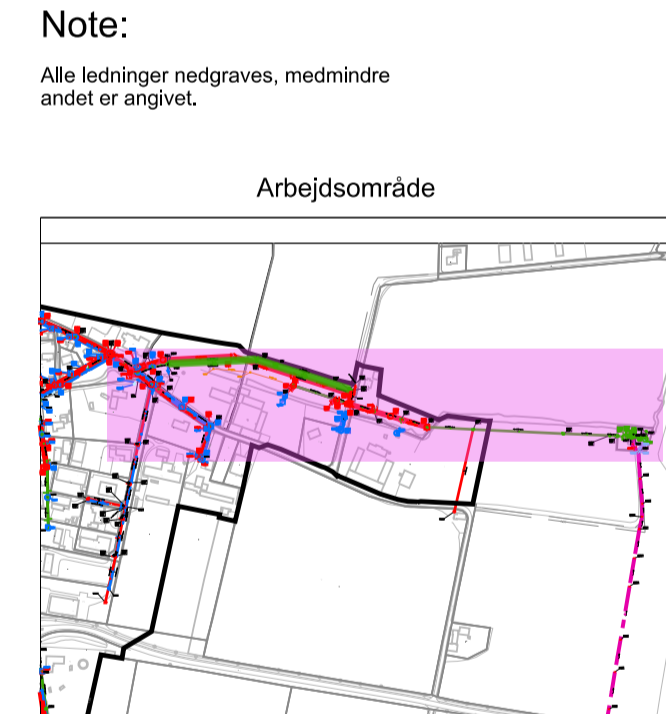 Note:
Alle ledninger nedgraves, medmindre
andet er angivet.
Arbejdsområde